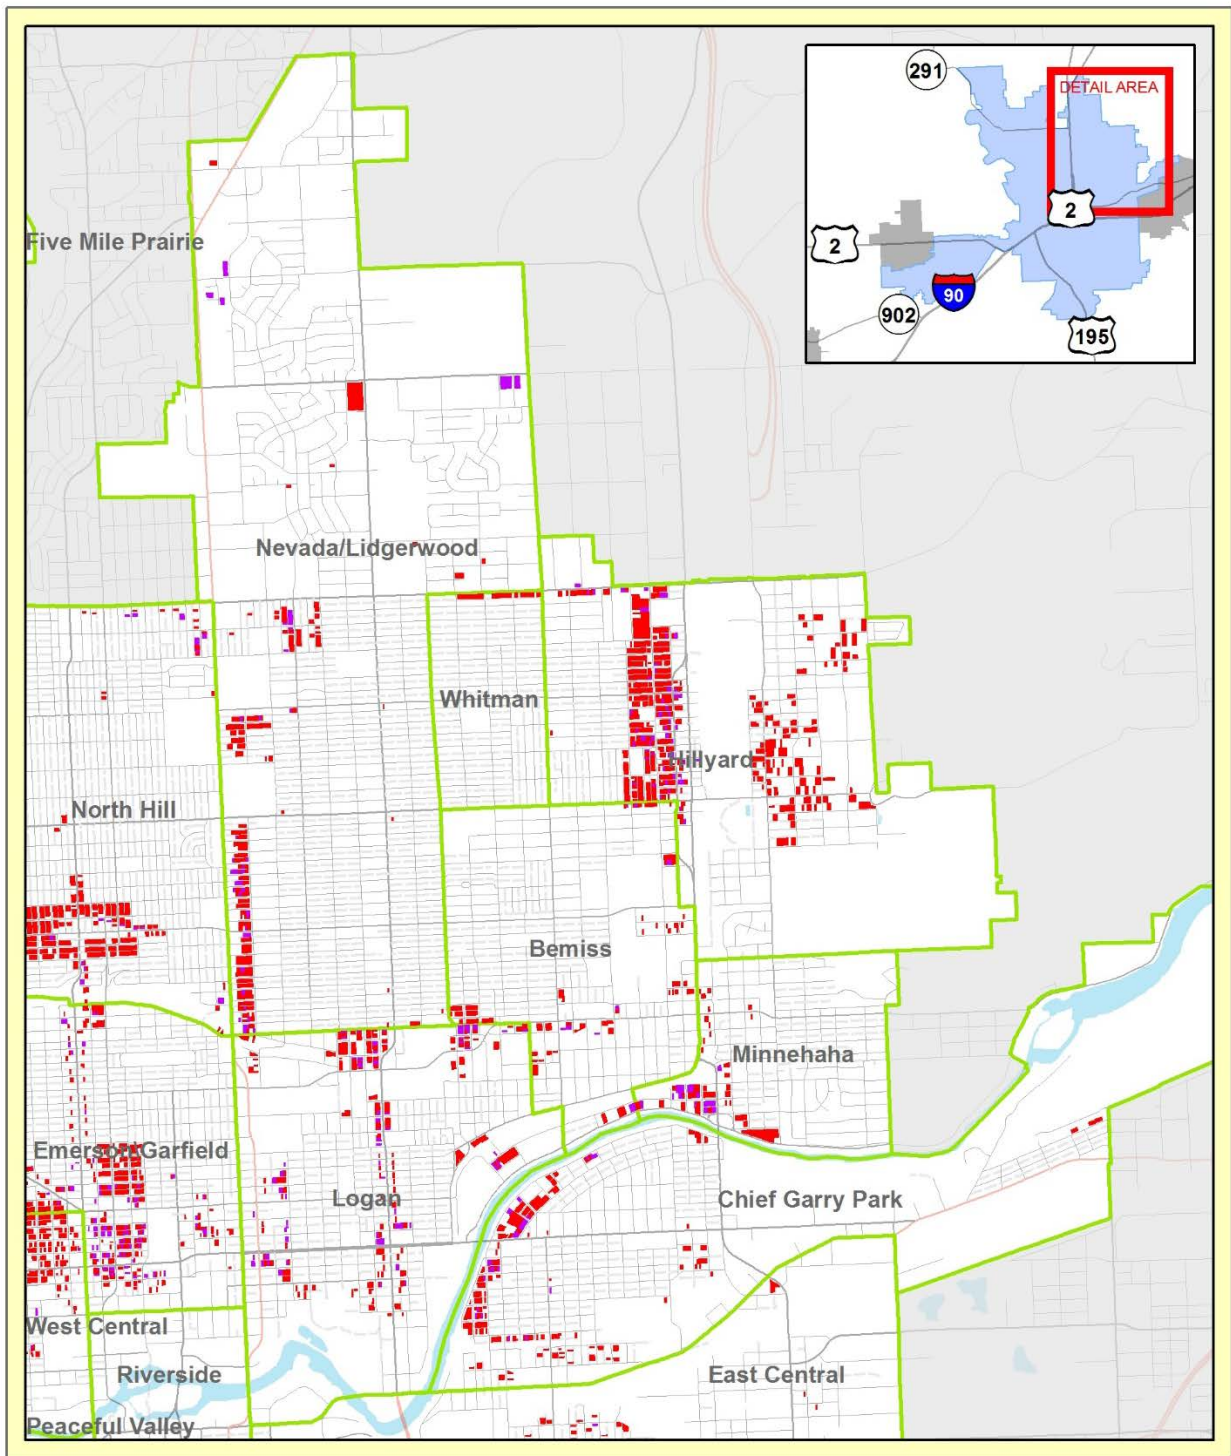 291
DETAIL AREA
2
2
90
902
195
Five Mile Prairie
Nevada/Lidgerwood
Whitman
Hillyard
North Hill
Bemiss
Minnehaha
Emerson/Garfield
Logan
Chief Garry Park
West Central
Riverside
East Central
Peaceful Valley